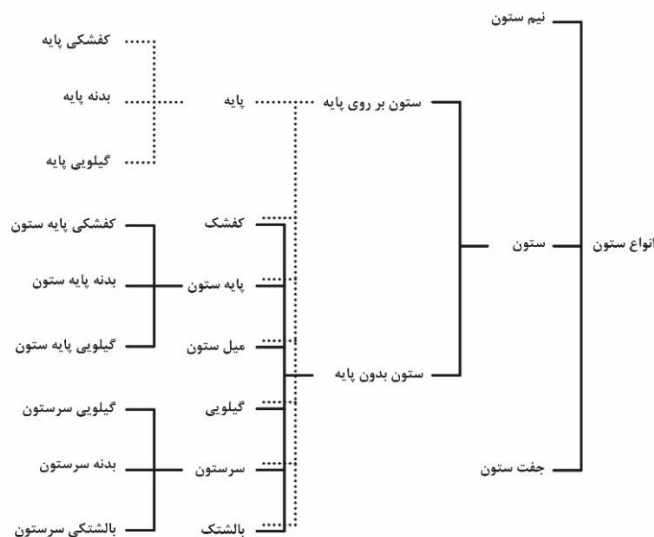 انواع ستون
نیم ستون
ستون
جفت ستون
ستون بر روی پایه
ستون بدون پایه
پایه
کفشک
پایه ستون
میل ستون
گیلویی
سرستون
بالشتک
کفشکی پایه
بدنه پایه
گیلویی پایه
کفشکی پایه ستون
بدنه پایه ستون
گیلویی پایه ستون
گیلویی سرستون
بدنه سرستون
بالشتکی سرستون